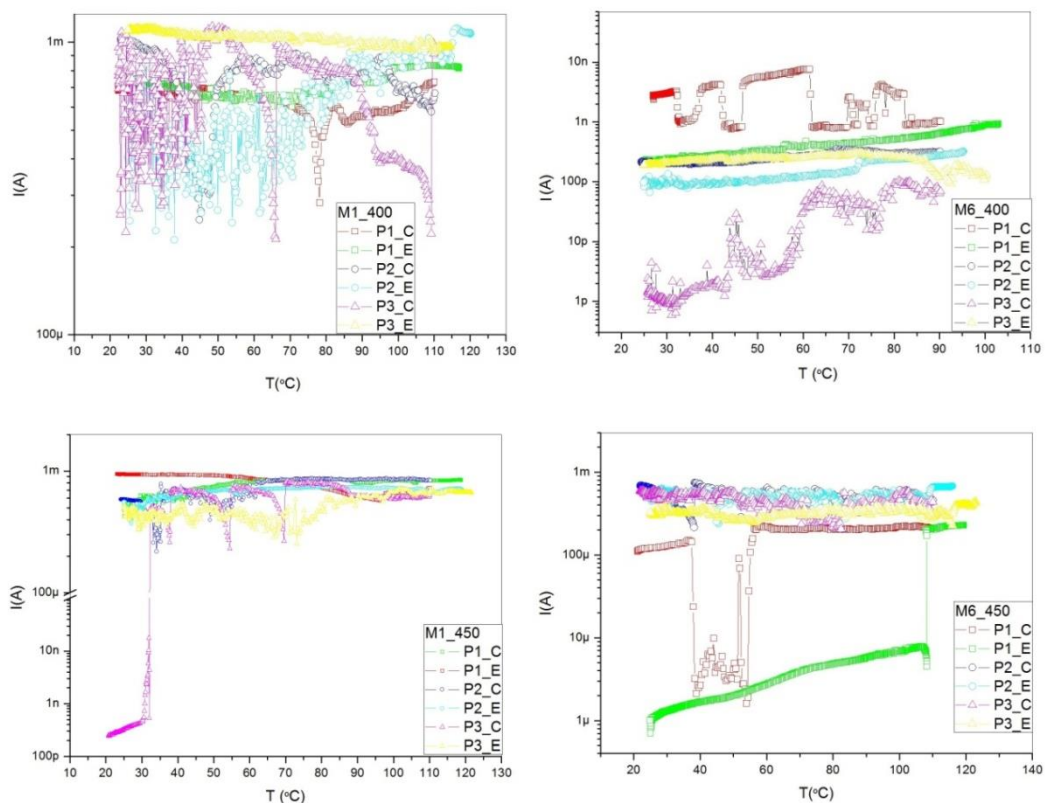 1m
I(A)
100µ
M1_400
P1_C
P1_E
P2_C
P2_E
P3_C
P3_E
10 20 30 40 50 60 70 80 90 100 110 120 130
T(°C)
10n
1n
I (A)
100p
10p
1p
M6_400
P1_C
P1_E
P2_C
P2_E
P3_C
P3_E
20 30 40 50 60 70 80 90 100 110
T (°C)
1m
I(A)
100µ
10n
1n
100p
M1_450
P1_C
P1_E
P2_C
P2_E
P3_C
P3_E
10 20 30 40 50 60 70 80 90 100 110 120 130
T (°C)
1m
100µ
I(A)
10µ
1µ
M6_450
P1_C
P1_E
P2_C
P2_E
P3_C
P3_E
20 40 60 80 100 120 140
T(°C)